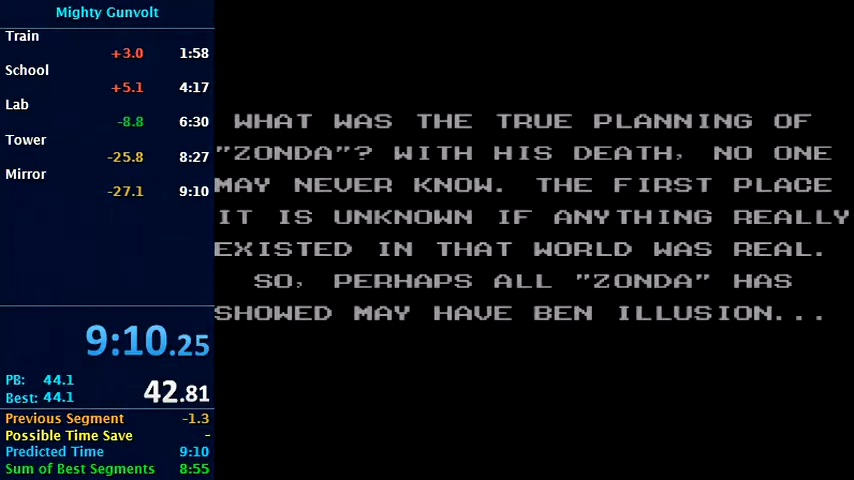 Mighty Gunvolt
Train
+3.0 1:58
School
+5.1 4:17
Lab
-8.8 6:30
Tower
-25.8 8:27
Mirror
-27.1 9:10
9:10.25
PB: 44.1
Best: 44.1
42.81
Previous Segment -1.3
Possible Time Save -
Predicted Time 9:10
Sum of Best Segments 8:55
WHAT WAS THE TRUE PLANNING OF
"ZONDA"? WITH HIS DEATH, NO ONE
MAY NEVER KNOW. THE FIRST PLACE
IT IS UNKNOWN IF ANYTHING REALLY
EXISTED IN THAT WORLD WAS REAL.
SO, PERHAPS ALL "ZONDA" HAS
SHOWED MAY HAVE BEN ILLUSION...